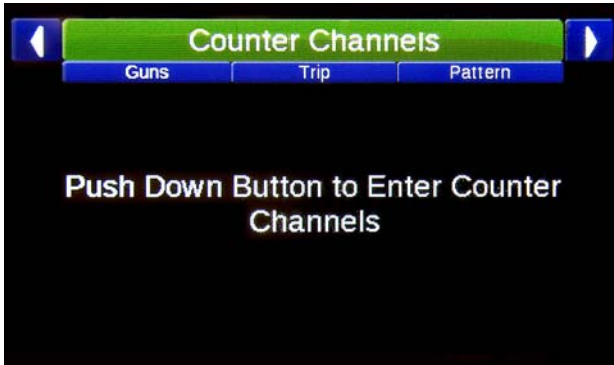 Counter Channels
Guns Trip Pattern
Push Down Button to Enter Counter
Channels